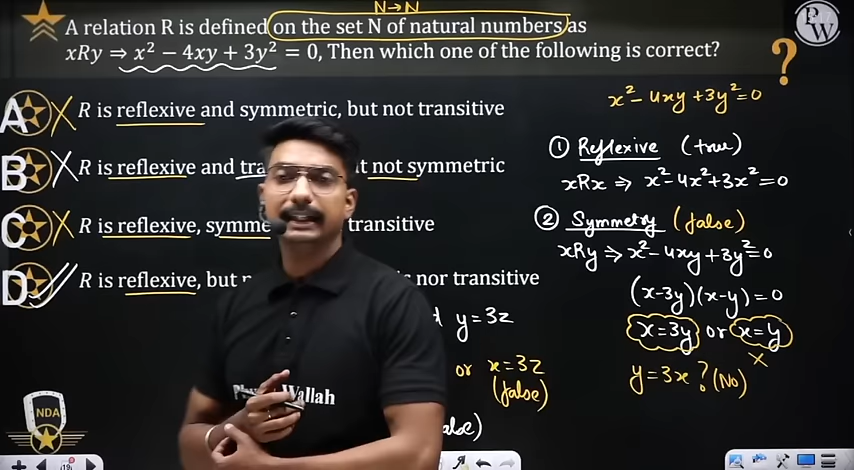 N → N
A relation R is defined on the set N of natural numbers as
xRy ⇒ x² − 4xy + 3y² = 0, Then which one of the following is correct?
PW
?
A R is reflexive and symmetric, but not transitive
B R is reflexive and not symmetric
C R is reflexive, transitive
D R is reflexive, but nor transitive
x² - 4xy + 3y² = 0
① Reflexive (true)
xRx ⇒ x² - 4x² + 3x² = 0
② Symmetry (false)
xRy ⇒ x² - 4xy + 3y² = 0
(x-3y)(x-y) = 0
x=3y or x=y
y=3x ? (No)
y=3z
or x=3z
(false)
Wallah
NDA